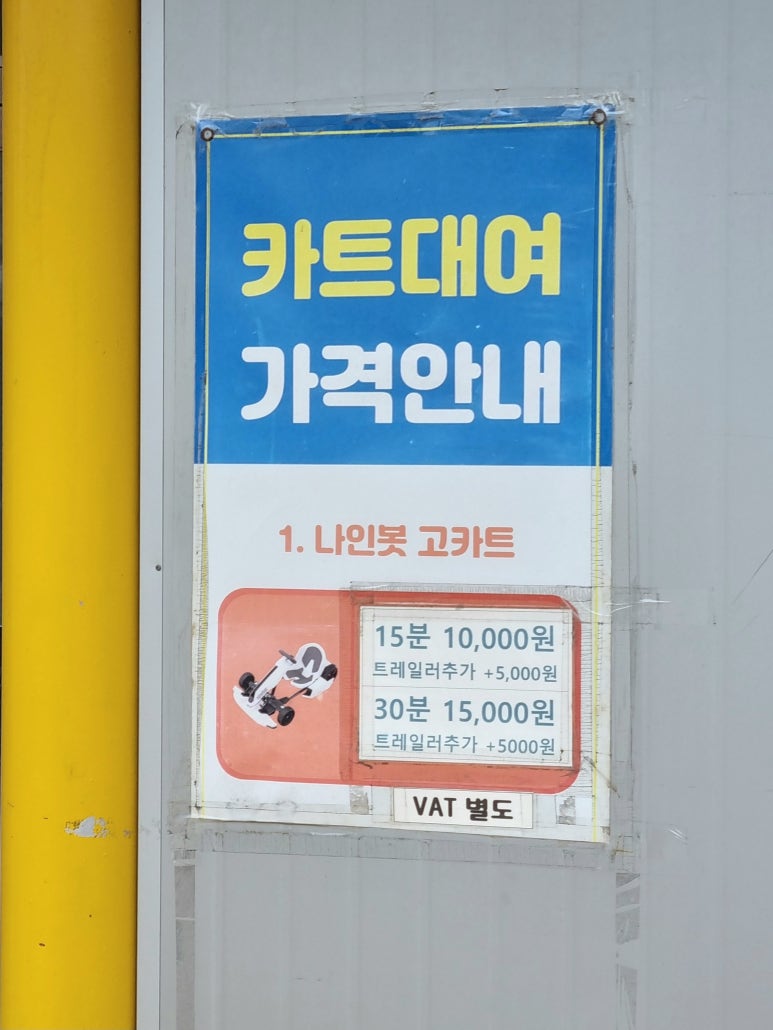 카트대여
가격안내
1. 나인봇 고카트
15분 10,000원
트레일러추가 +5,000원
30분 15,000원
트레일러추가 +5000원
VAT 별도